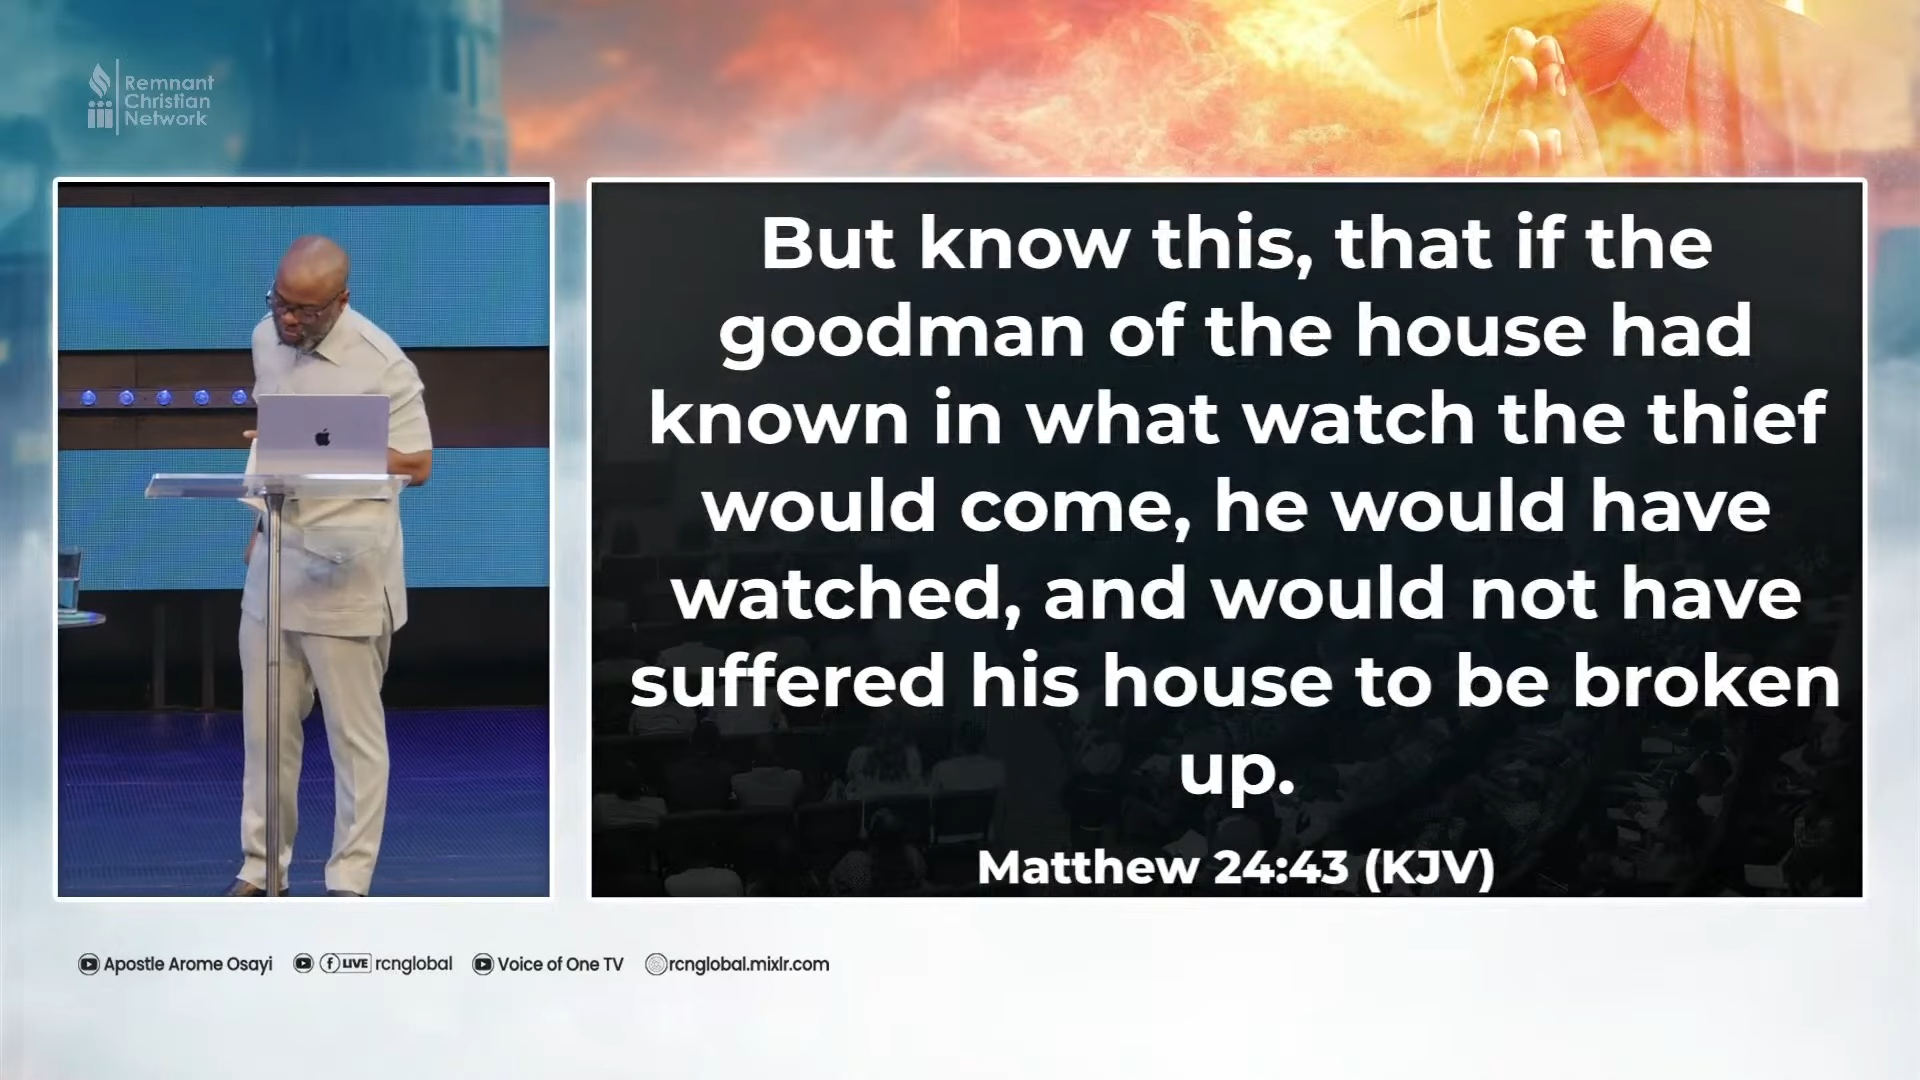 Remnant
Christian
Network
But know this, that if the
goodman of the house had
known in what watch the thief
would come, he would have
watched, and would not have
suffered his house to be broken
up.
Matthew 24:43 (KJV)
Apostle Arome Osayi f LIVE rcnglobal Voice of One TV rcnglobal.mixlr.com